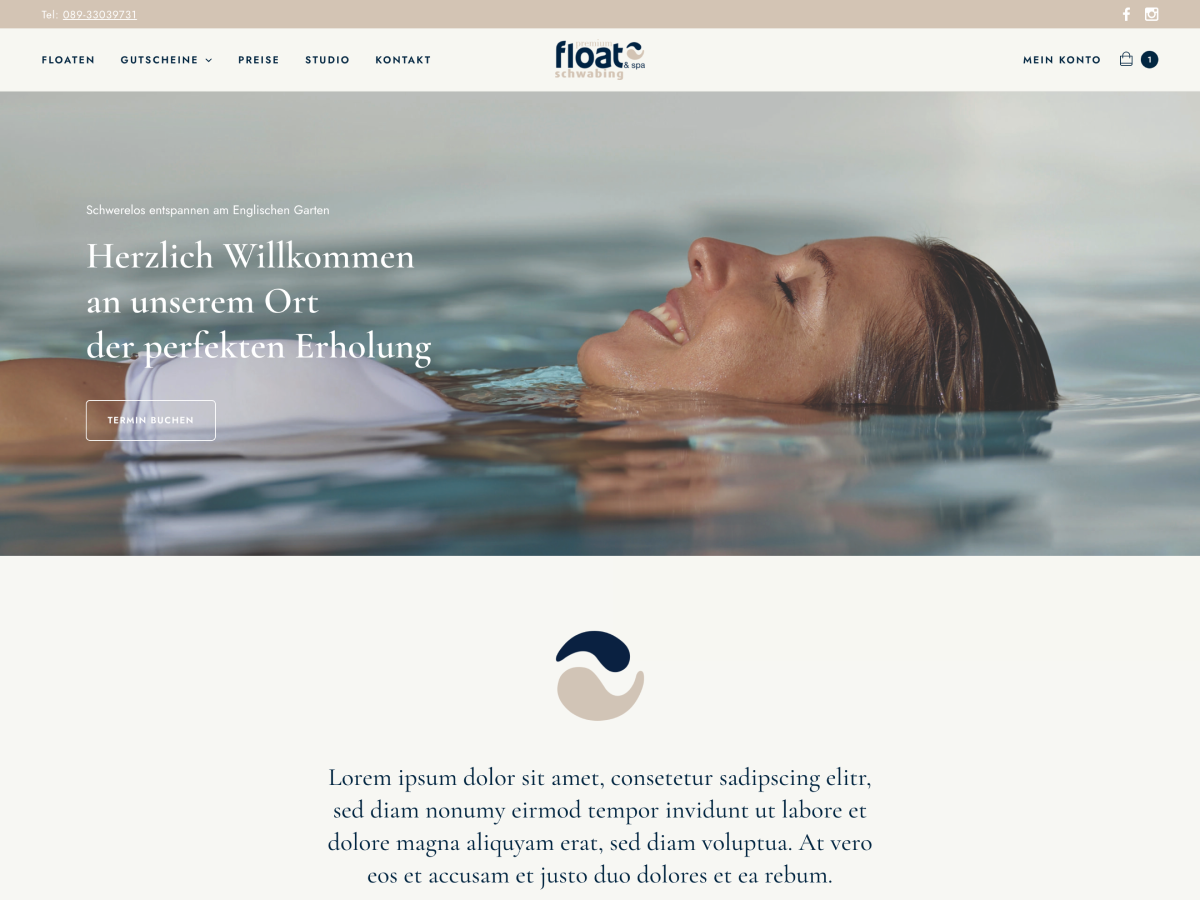 Tel: 089-33039731
FLOATEN GUTSCHEINE PREISE STUDIO KONTAKT
premium
float
& spa
schwabing
MEIN KONTO 1
Schwerelos entspannen am Englischen Garten
Herzlich Willkommen
an unserem Ort
der perfekten Erholung
TERMIN BUCHEN
Lorem ipsum dolor sit amet, consetetur sadipscing elitr,
sed diam nonumy eirmod tempor invidunt ut labore et
dolore magna aliquyam erat, sed diam voluptua. At vero
eos et accusam et justo duo dolores et ea rebum.